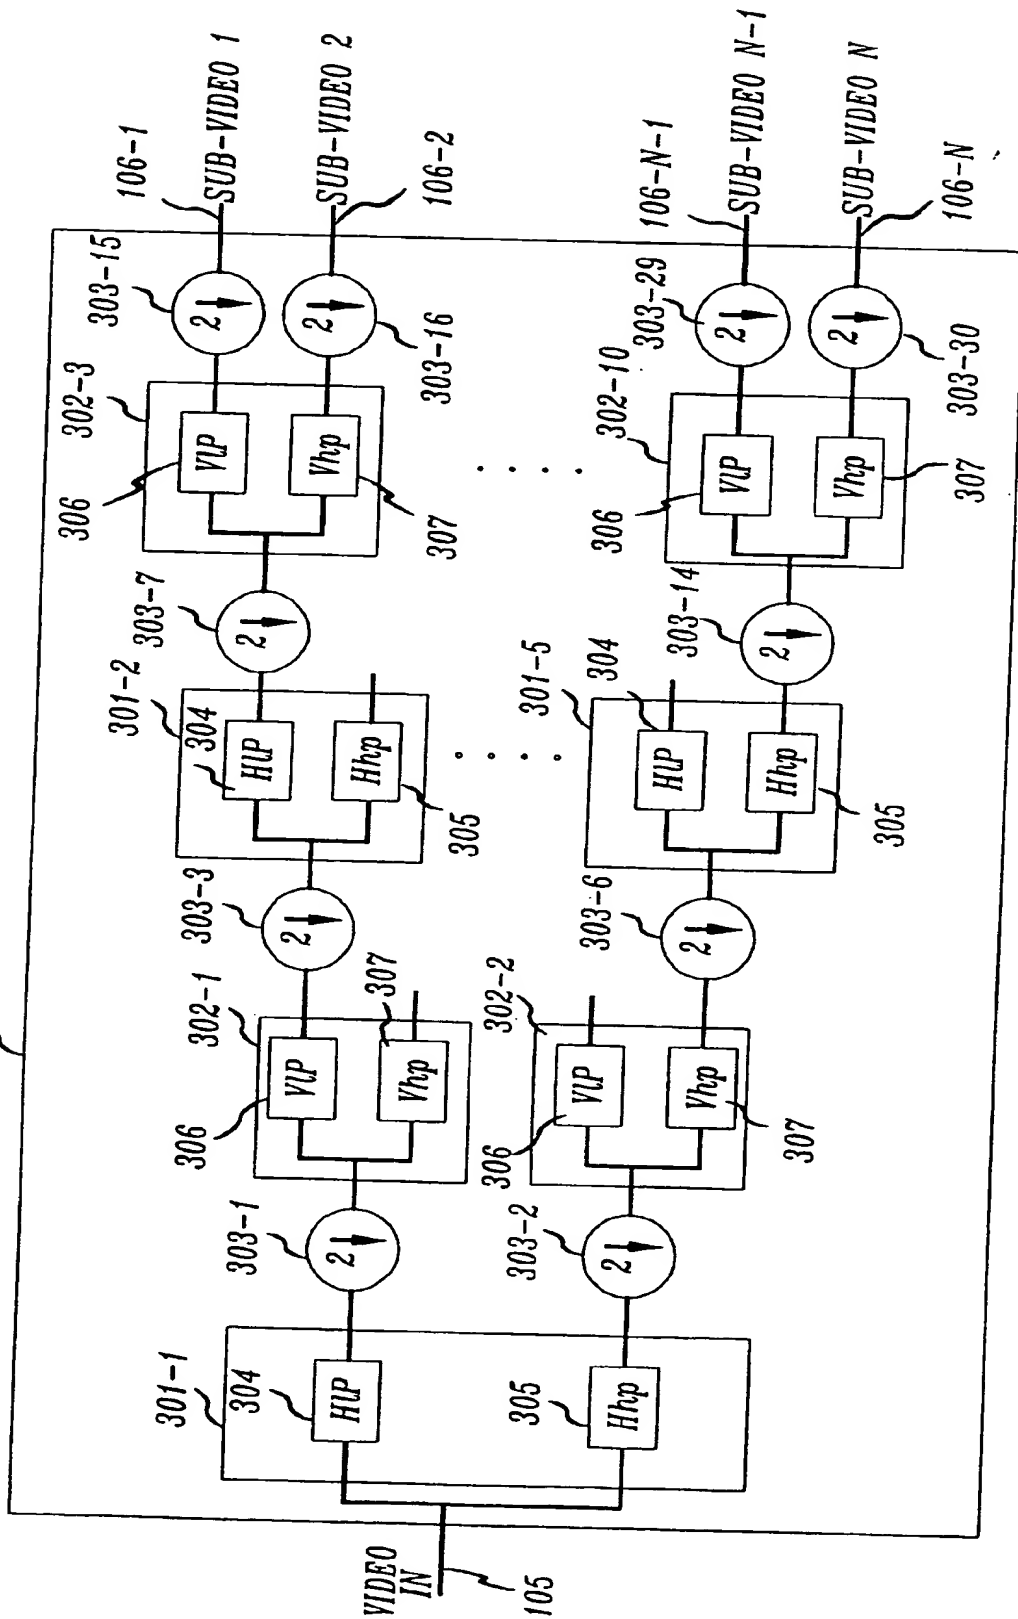 VIDEO
IN
105
301-1
304
HlP
305
Hhp
303-1
2
303-2
2
302-1
306
VlP
307
Vhp
302-2
306
VlP
Vhp
307
303-3
2
303-6
2
301-2
304
HlP
Hhp
305
301-5
304
HlP
Hhp
305
303-7
2
303-14
2
302-3
306
VlP
Vhp
307
302-10
306
VlP
Vhp
307
303-15
2
2
303-16
303-29
2
2
303-30
106-1
SUB-VIDEO 1
SUB-VIDEO 2
106-2
106-N-1
SUB-VIDEO N-1
SUB-VIDEO N
106-N